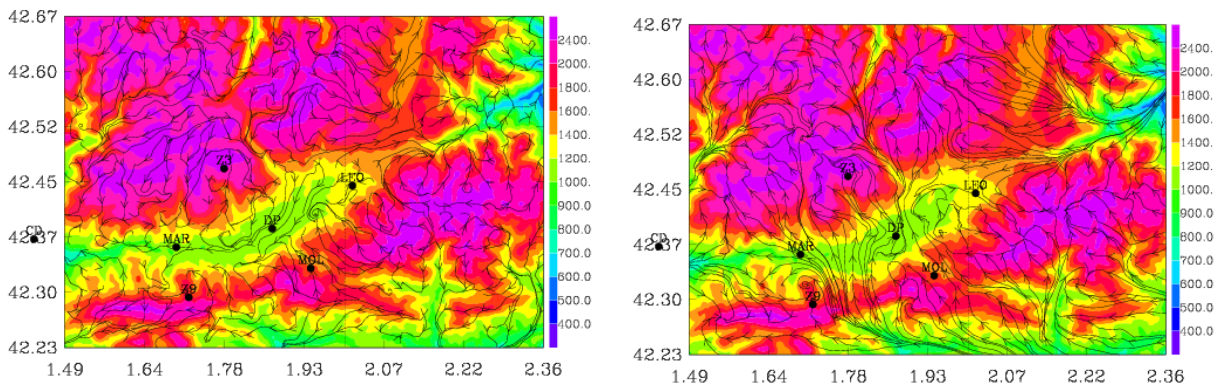 42.67
42.60
42.52
42.45
42.37
42.30
42.23
1.49 1.64 1.78 1.93 2.07 2.22 2.36
2400.
2000.
1800.
1600.
1400.
1200.
1000.
900.0
800.0
700.0
600.0
500.0
400.0
Z3
LEO
DP
CD
MAR
MOL
Z9
42.67
42.60
42.52
42.45
42.37
42.30
42.23
1.49 1.64 1.78 1.93 2.07 2.22 2.36
2400.
2000.
1800.
1600.
1400.
1200.
1000.
900.0
800.0
700.0
600.0
500.0
400.0
Z3
LEO
DP
CD
MAR
MOL
Z9